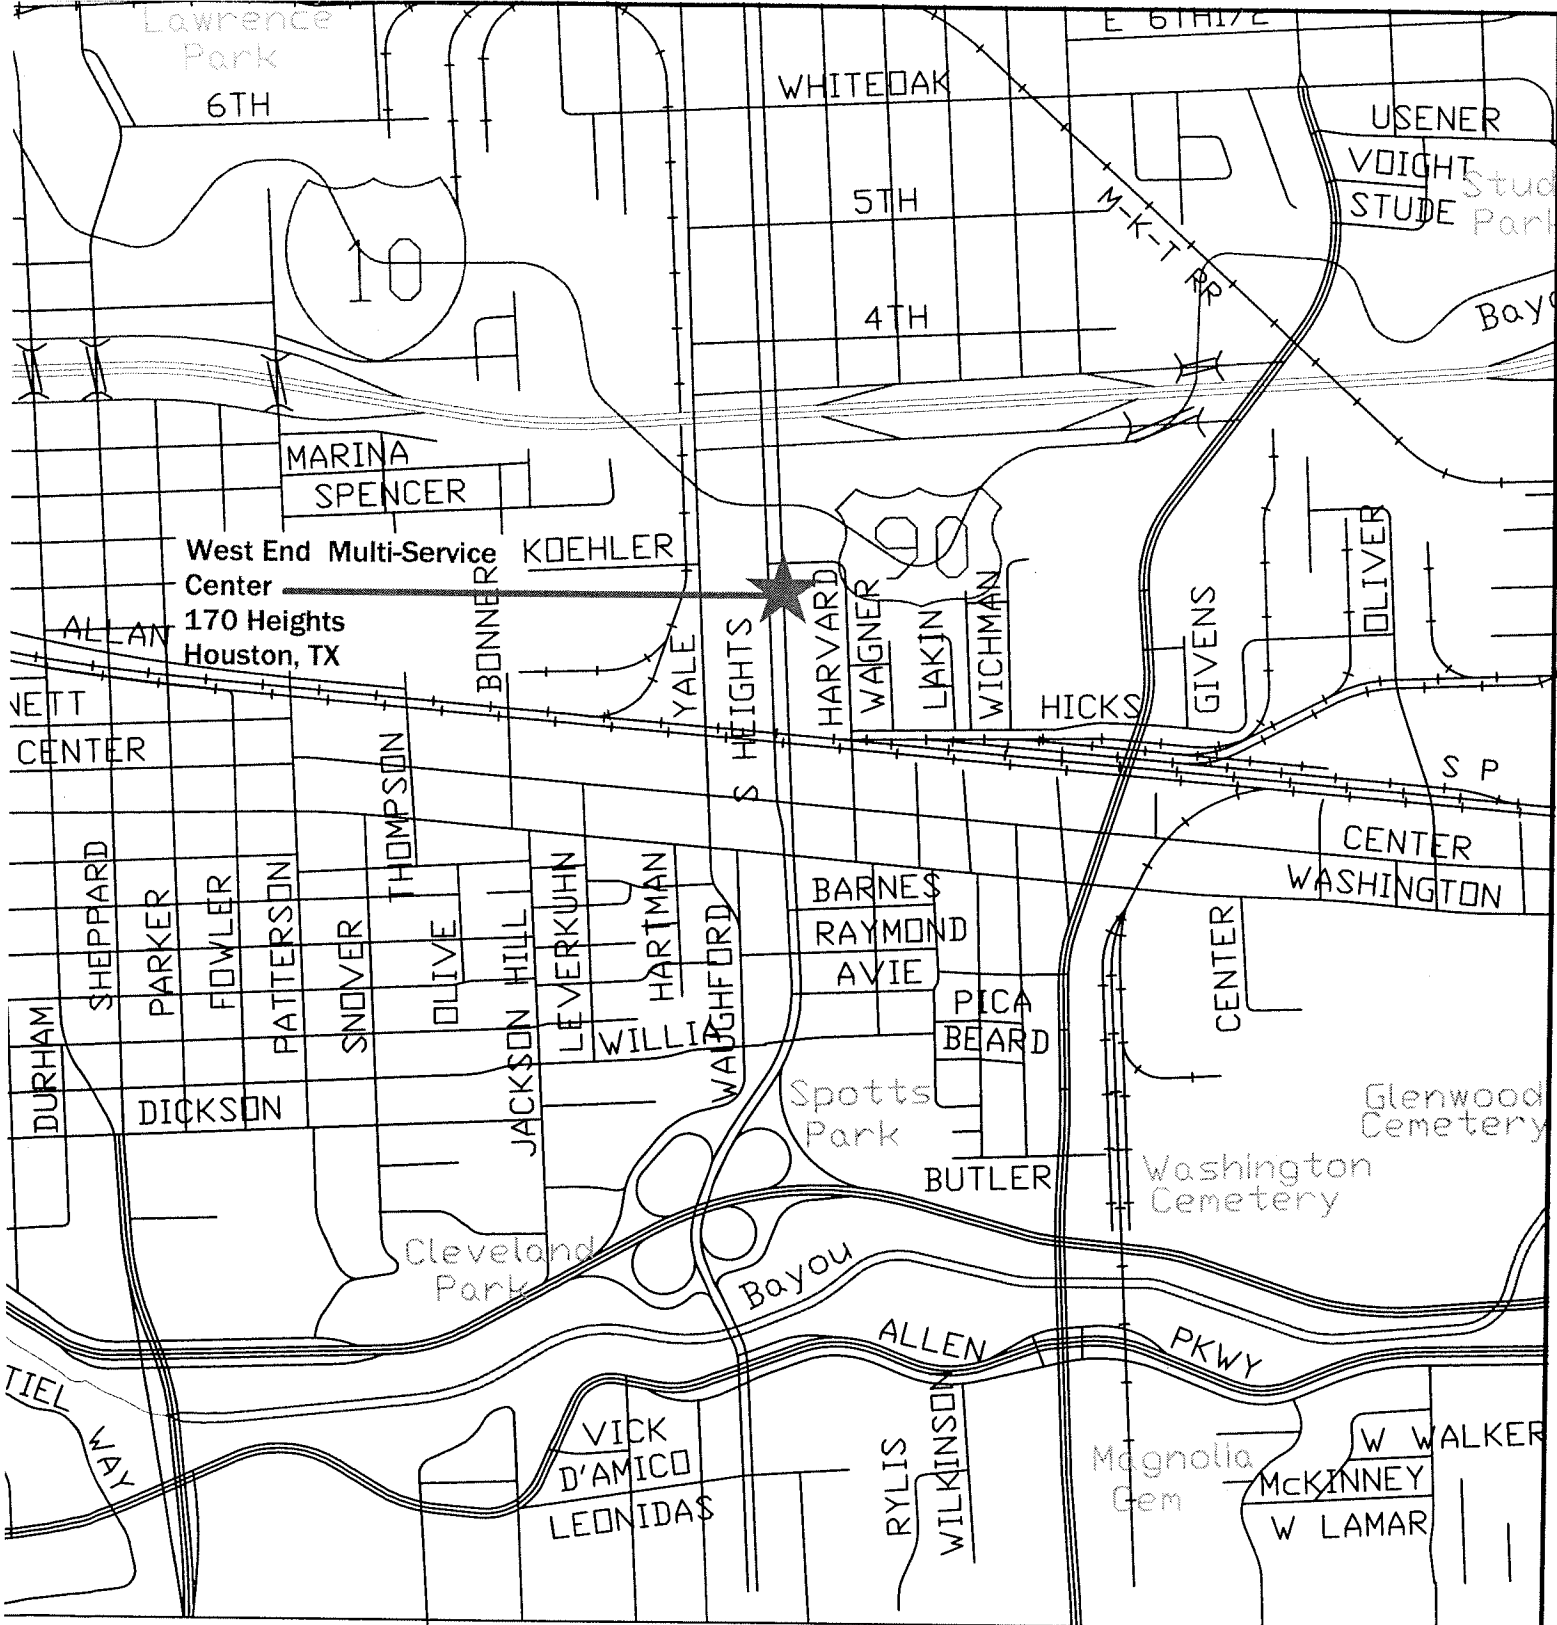 Lawrence
Park
6TH
WHITEOAK
E 6TH1/2
USENER
VOIGHT
STUDE
Stud
Park
5TH
M-K-T RR
10
4TH
Bayo
MARINA
SPENCER
90
West End Multi-Service
Center
170 Heights
Houston, TX
KOEHLER
BONNER
ALLAN
YALE
S HEIGHTS
HARVARD
WAGNER
LAKIN
WICHMAN
GIVENS
OLIVER
HICKS
NETT
CENTER
THOMPSON
S P
CENTER
WASHINGTON
SHEPPARD
PARKER
FOWLER
PATTERSON
SNOVER
OLIVE
JACKSON HILL
LEVERKUHN
HARTMAN
WAUGHFORD
BARNES
RAYMOND
AVIE
CENTER
PICA
BEARD
WILLIA
DURHAM
DICKSON
Spotts
Park
Glenwood
Cemetery
BUTLER
Washington
Cemetery
Cleveland
Park
Bayou
ALLEN PKWY
TIEL WAY
VICK
D'AMICO
LEONIDAS
RYLIS
WILKINSON
Magnolia
Cem
W WALKER
McKINNEY
W LAMAR